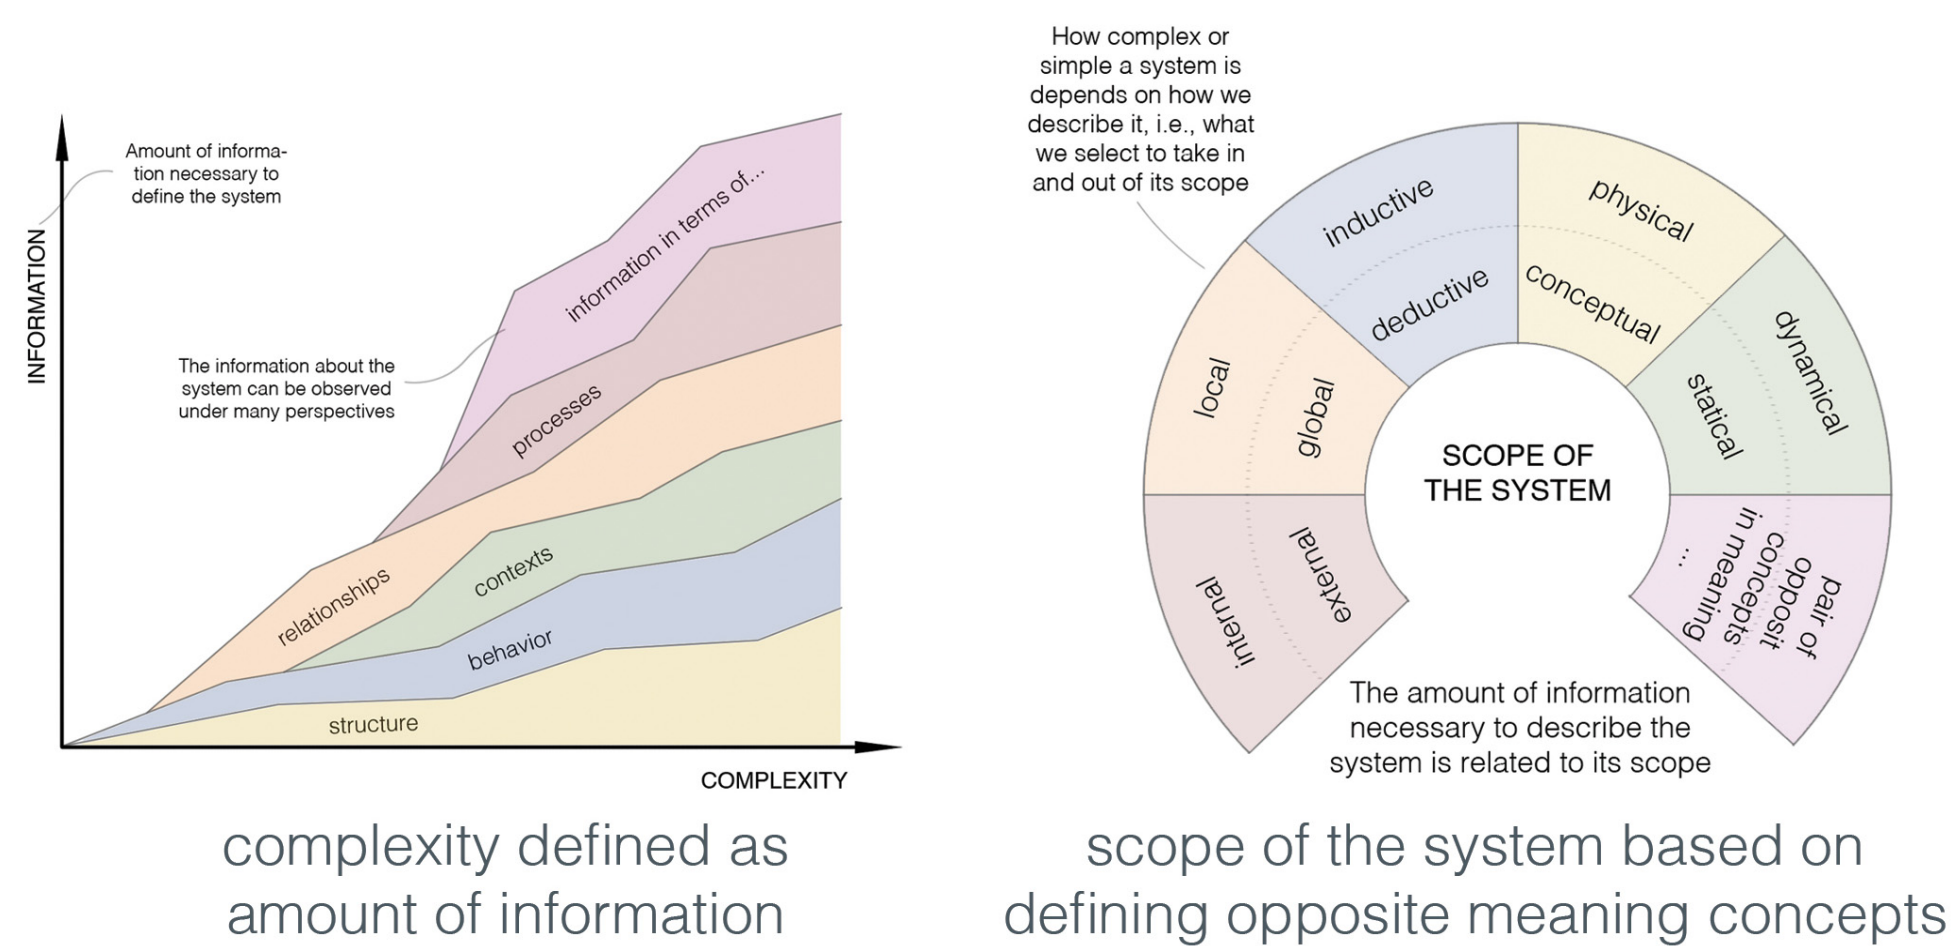 Amount of informa-
tion necessary to
define the system
INFORMATION
information in terms of...
The information about the
system can be observed
under many perspectives
processes
relationships
contexts
behavior
structure
COMPLEXITY
complexity defined as
amount of information
How complex or
simple a system is
depends on how we
describe it, i.e., what
we select to take in
and out of its scope
inductive
deductive
physical
conceptual
local
global
dynamical
statical
SCOPE OF
THE SYSTEM
internal
external
pair of
opposit
concepts
in meaning
...
The amount of information
necessary to describe the
system is related to its scope
scope of the system based on
defining opposite meaning concepts